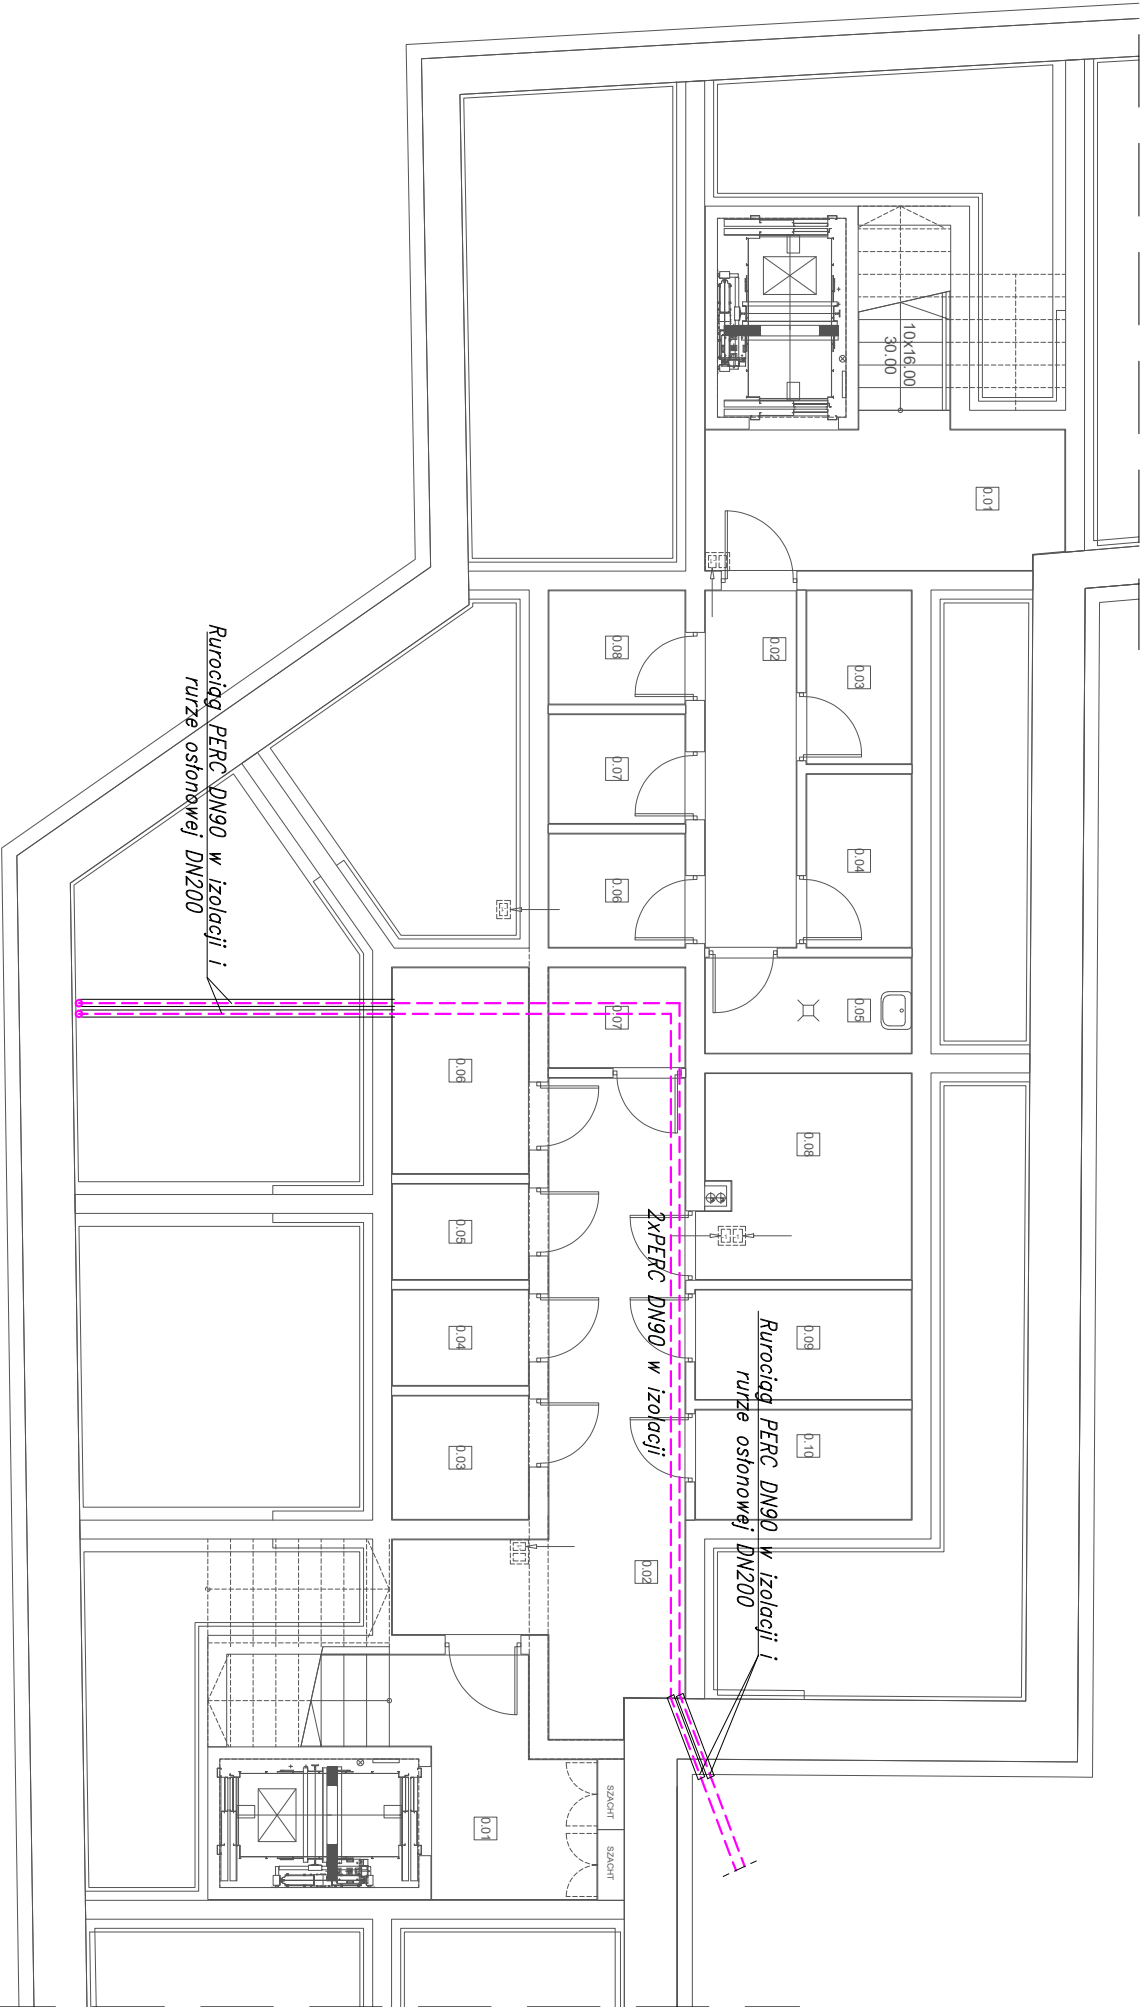 10x16.00
30.00
0.01
0.02
0.03
0.08
0.07
0.04
0.06
0.05
0.07
0.06
0.08
0.05
0.09
0.04
0.10
0.03
0.02
0.01
SZACHT
SZACHT
Rurociąg PERC DN90 w izolacji i
rurze osłonowej DN200
2xPERC DN90 w izolacji
Rurociąg PERC DN90 w izolacji i
rurze osłonowej DN200